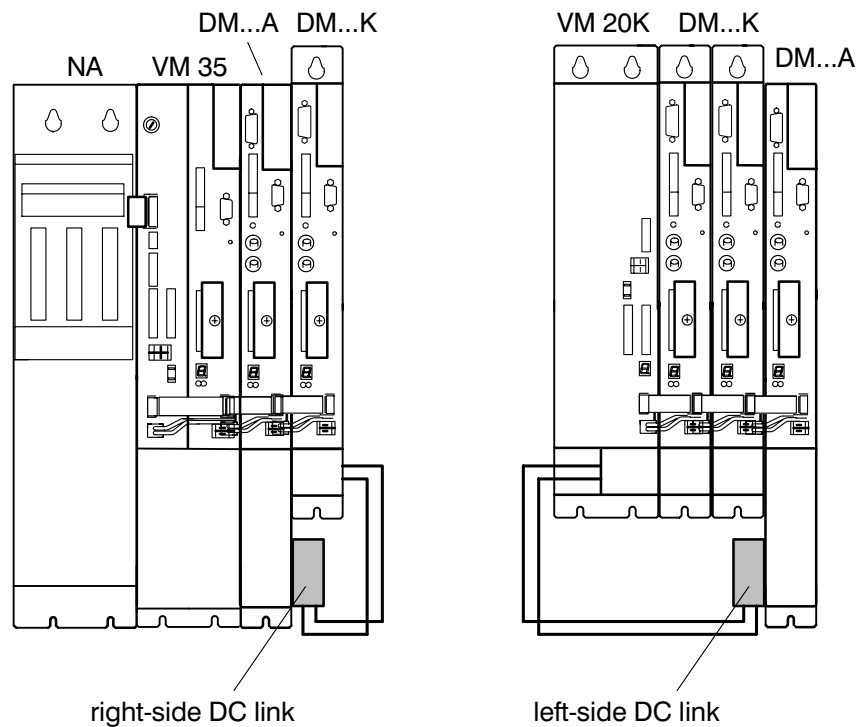 DM...A DM...K
NA VM 35
VM 20K DM...K
DM...A
right-side DC link
left-side DC link